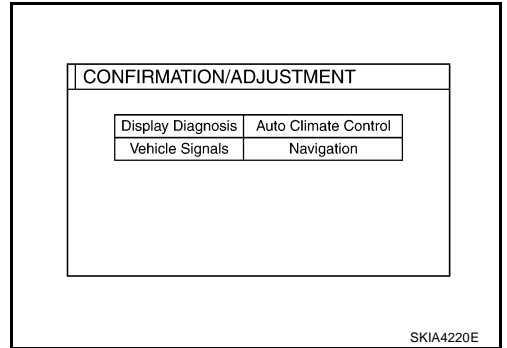 CONFIRMATION/ADJUSTMENT
Display Diagnosis Auto Climate Control
Vehicle Signals Navigation
SKIA4220E